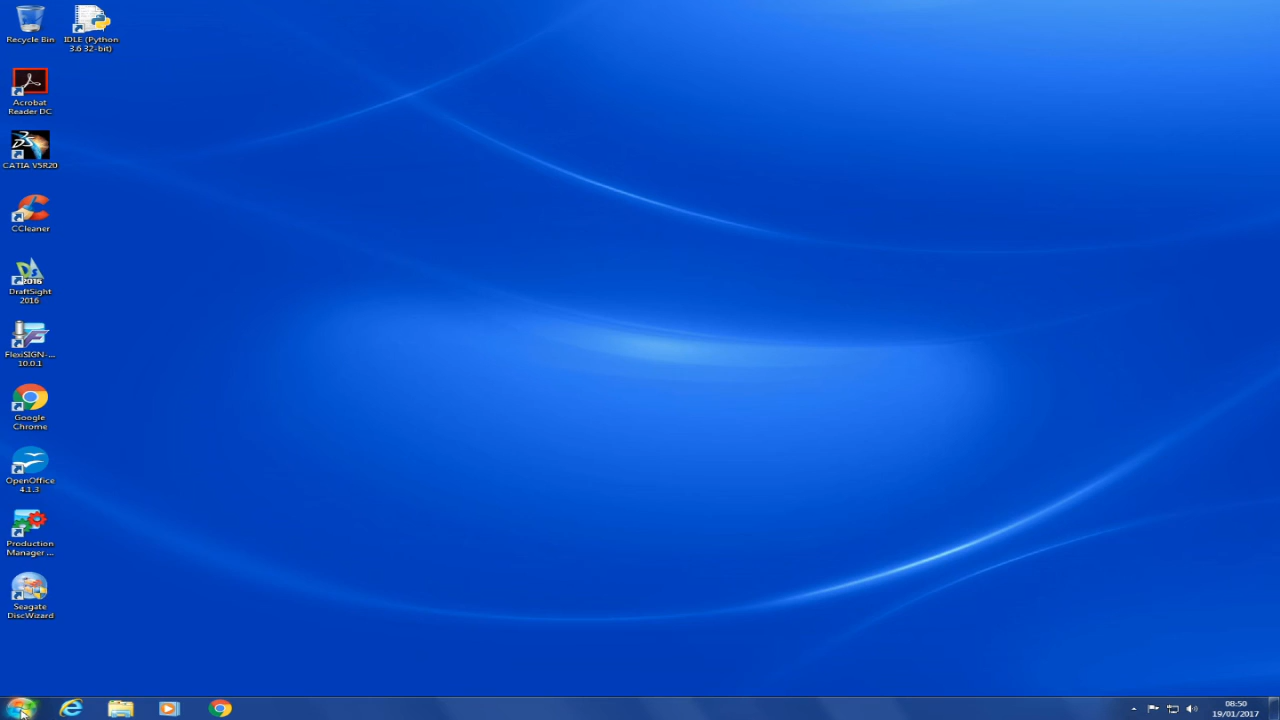 Recycle Bin
IDLE (Python
3.6 32-bit)
Acrobat
Reader DC
CATIA V5R20
CCleaner
2016
DraftSight
2016
FlexiSIGN-...
10.0.1
Google
Chrome
OpenOffice
4.1.3
Production
Manager ...
Seagate
DiscWizard
08:50
19/01/2017